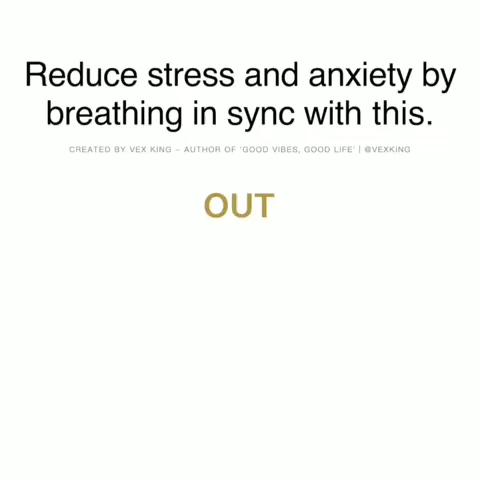 Reduce stress and anxiety by
breathing in sync with this.
CREATED BY VEX KING – AUTHOR OF 'GOOD VIBES, GOOD LIFE' | @VEXKING
OUT